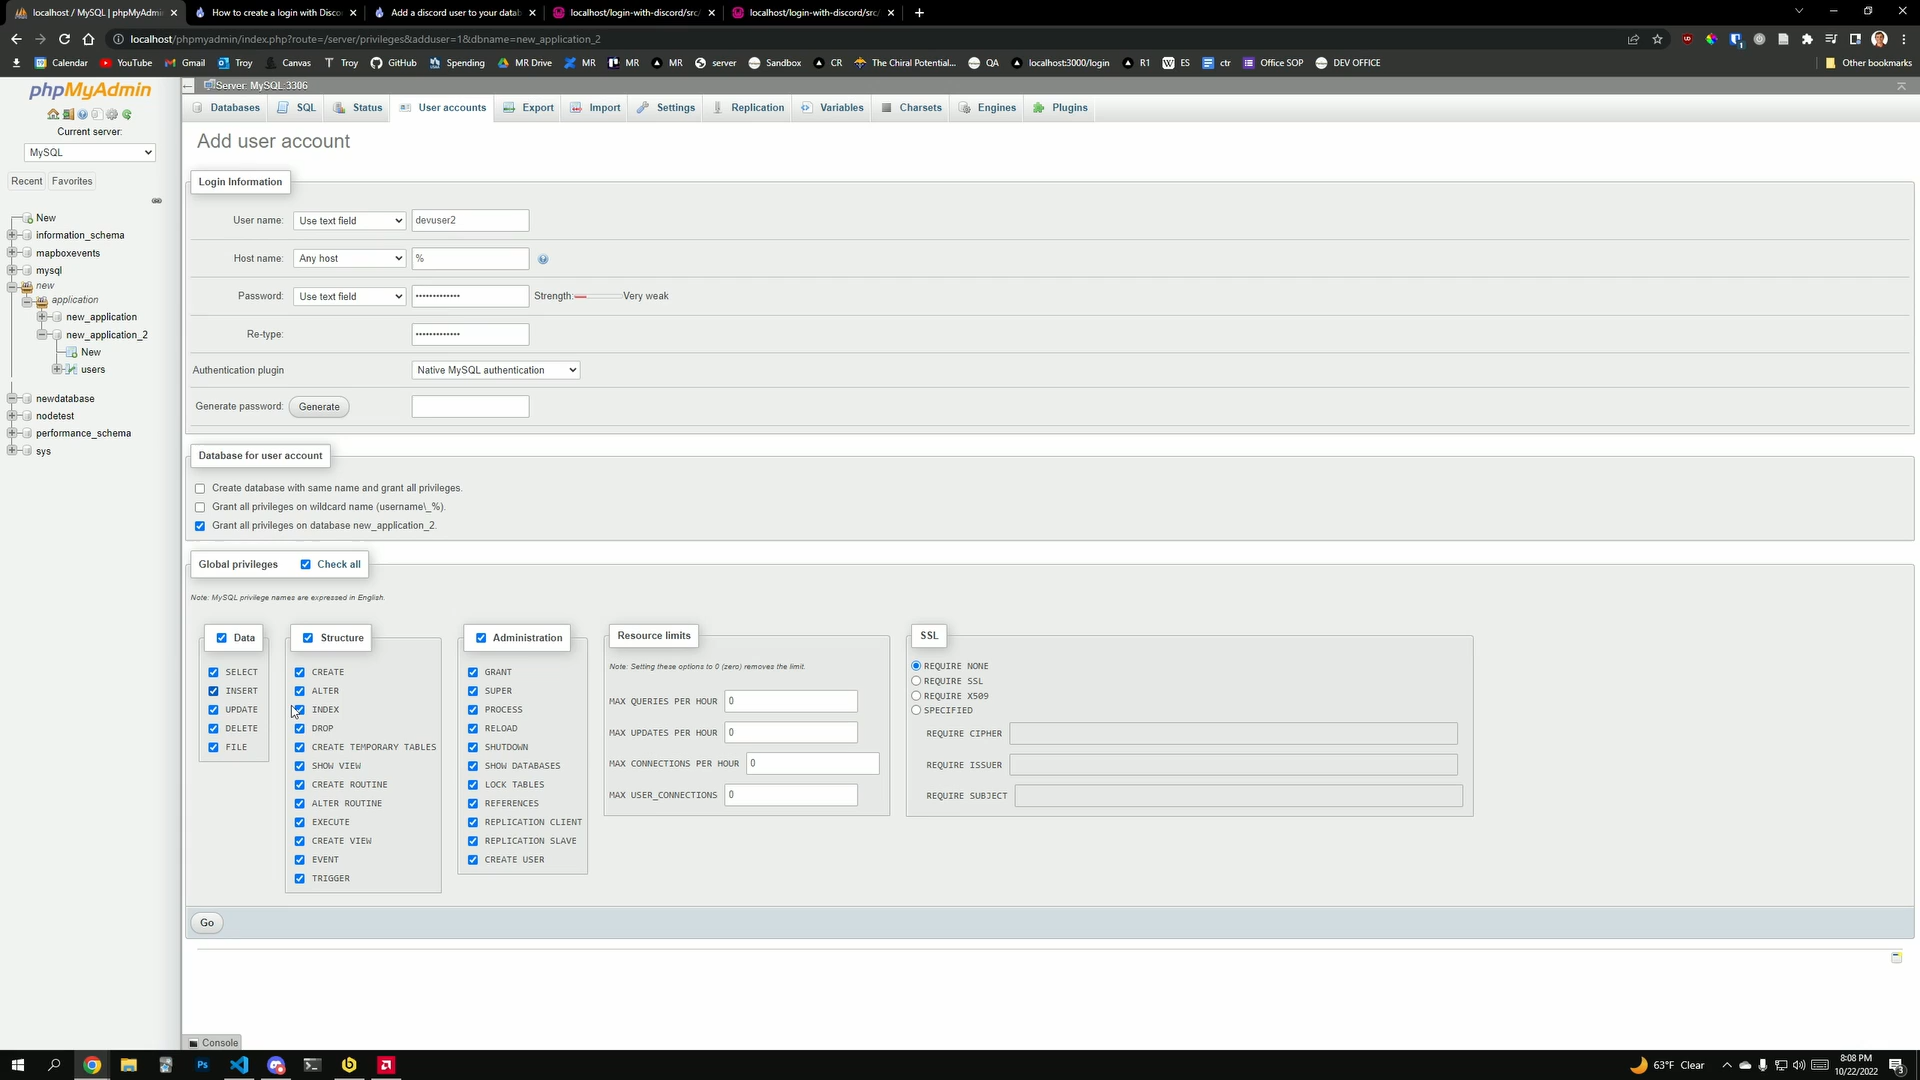 localhost / MySQL | phpMyAdmin
How to create a login with Disco
Add a discord user to your datab
localhost/login-with-discord/src/
localhost/login-with-discord/src/
localhost/phpmyadmin/index.php?route=/server/privileges&adduser=1&dbname=new_application_2
Calendar YouTube Gmail Troy Canvas Troy GitHub Spending MR Drive MR MR MR server Sandbox CR The Chiral Potential... QA localhost:3000/login R1 ES ctr Office SOP DEV OFFICE Other bookmarks
phpMyAdmin
Current server:
MySQL
Recent Favorites
New
information_schema
mapboxevents
mysql
new
application
new_application
new_application_2
New
users
newdatabase
nodetest
performance_schema
sys
Server: MySQL:3306
Databases SQL Status User accounts Export Import Settings Replication Variables Charsets Engines Plugins
Add user account
Login Information
User name: Use text field devuser2
Host name: Any host %
Password: Use text field ••••••••••••• Strength: Very weak
Re-type: •••••••••••••
Authentication plugin Native MySQL authentication
Generate password: Generate
Database for user account
Create database with same name and grant all privileges.
Grant all privileges on wildcard name (username\_%).
Grant all privileges on database new_application_2.
Global privileges Check all
Note: MySQL privilege names are expressed in English.
Data
SELECT
INSERT
UPDATE
DELETE
FILE
Structure
CREATE
ALTER
INDEX
DROP
CREATE TEMPORARY TABLES
SHOW VIEW
CREATE ROUTINE
ALTER ROUTINE
EXECUTE
CREATE VIEW
EVENT
TRIGGER
Administration
GRANT
SUPER
PROCESS
RELOAD
SHUTDOWN
SHOW DATABASES
LOCK TABLES
REFERENCES
REPLICATION CLIENT
REPLICATION SLAVE
CREATE USER
Resource limits
Note: Setting these options to 0 (zero) removes the limit.
MAX QUERIES PER HOUR 0
MAX UPDATES PER HOUR 0
MAX CONNECTIONS PER HOUR 0
MAX USER_CONNECTIONS 0
SSL
REQUIRE NONE
REQUIRE SSL
REQUIRE X509
SPECIFIED
REQUIRE CIPHER
REQUIRE ISSUER
REQUIRE SUBJECT
Go
Console
63°F Clear
8:08 PM
10/22/2022